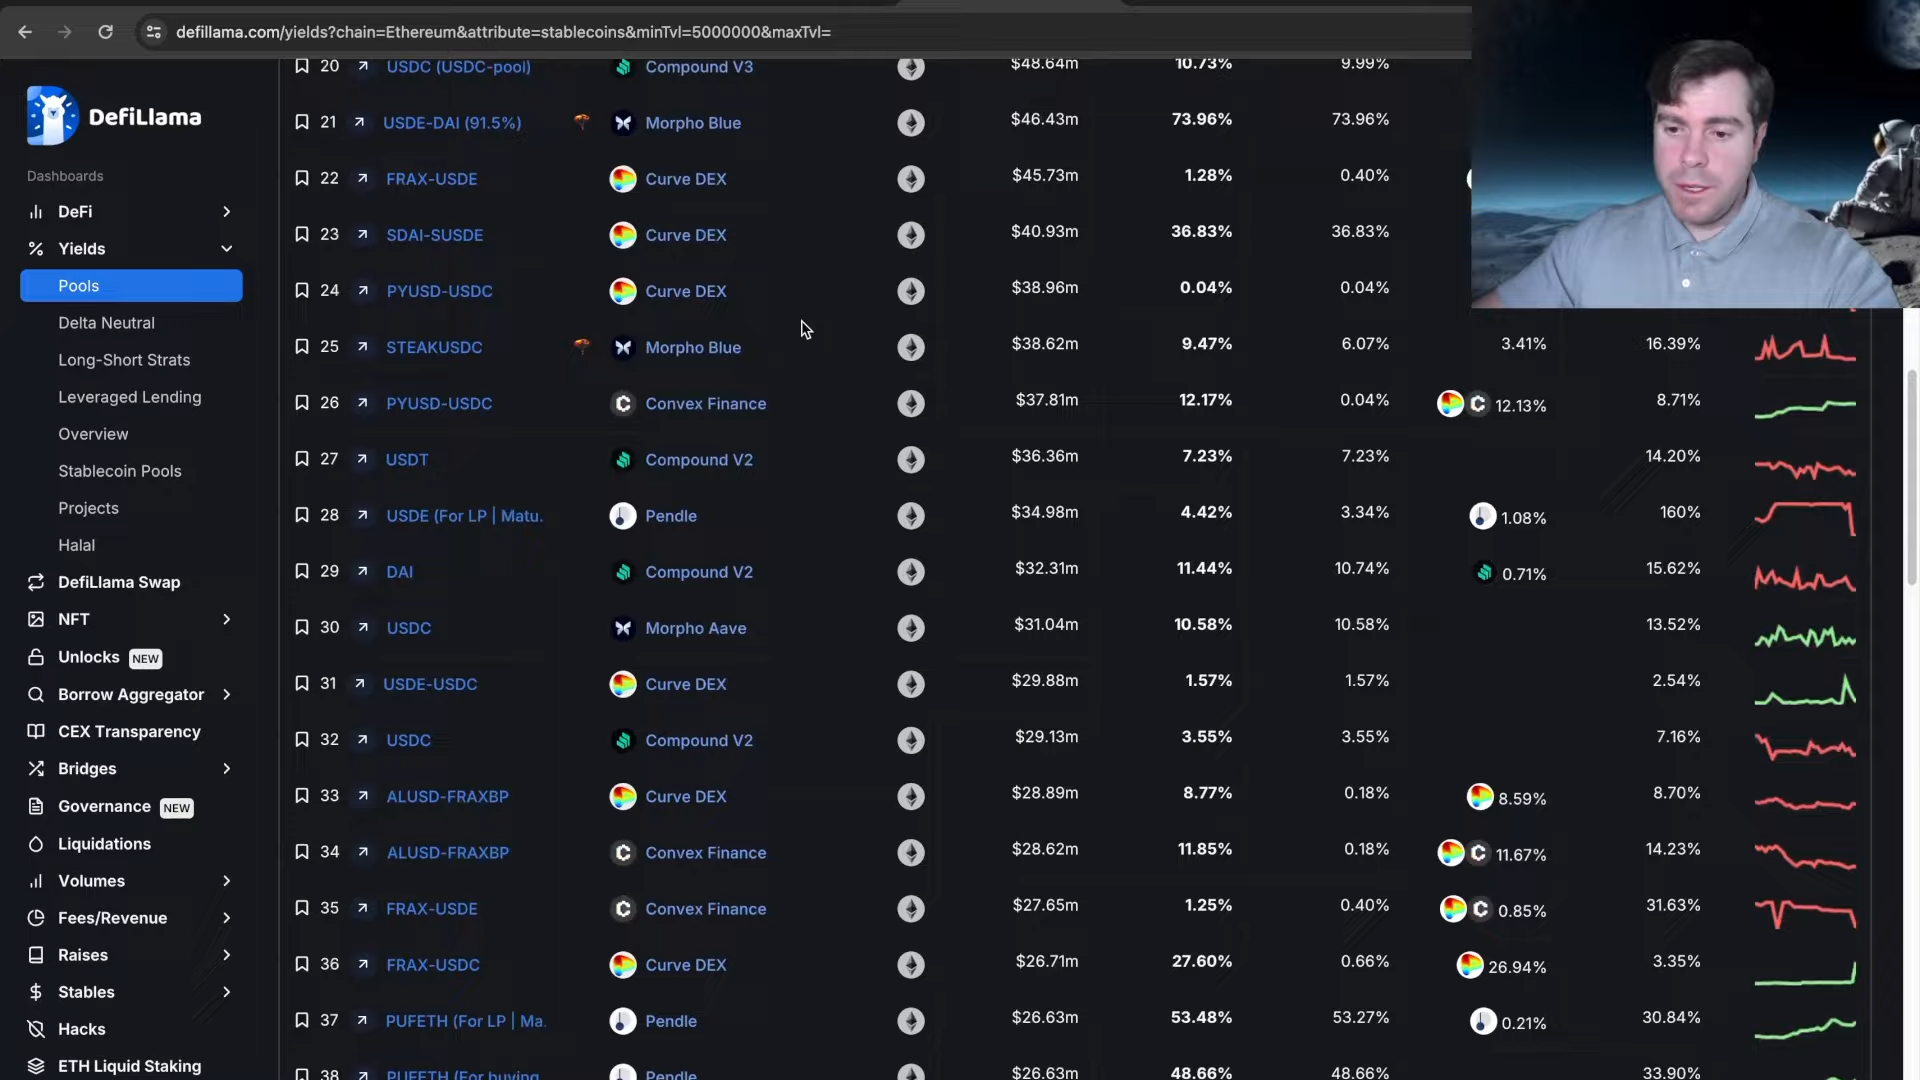 defillama.com/yields?chain=Ethereum&attribute=stablecoins&minTvl=5000000&maxTvl=
DefiLlama
Dashboards
DeFi
Yields
Pools
Delta Neutral
Long-Short Strats
Leveraged Lending
Overview
Stablecoin Pools
Projects
Halal
DefiLlama Swap
NFT
Unlocks NEW
Borrow Aggregator
CEX Transparency
Bridges
Governance NEW
Liquidations
Volumes
Fees/Revenue
Raises
Stables
Hacks
ETH Liquid Staking
20 USDC (USDC-pool) Compound V3 $48.64m 10.73% 9.99%
21 USDE-DAI (91.5%) Morpho Blue $46.43m 73.96% 73.96%
22 FRAX-USDE Curve DEX $45.73m 1.28% 0.40%
23 SDAI-SUSDE Curve DEX $40.93m 36.83% 36.83%
24 PYUSD-USDC Curve DEX $38.96m 0.04% 0.04%
25 STEAKUSDC Morpho Blue $38.62m 9.47% 6.07% 3.41% 16.39%
26 PYUSD-USDC Convex Finance $37.81m 12.17% 0.04% 12.13% 8.71%
27 USDT Compound V2 $36.36m 7.23% 7.23% 14.20%
28 USDE (For LP | Matu. Pendle $34.98m 4.42% 3.34% 1.08% 160%
29 DAI Compound V2 $32.31m 11.44% 10.74% 0.71% 15.62%
30 USDC Morpho Aave $31.04m 10.58% 10.58% 13.52%
31 USDE-USDC Curve DEX $29.88m 1.57% 1.57% 2.54%
32 USDC Compound V2 $29.13m 3.55% 3.55% 7.16%
33 ALUSD-FRAXBP Curve DEX $28.89m 8.77% 0.18% 8.59% 8.70%
34 ALUSD-FRAXBP Convex Finance $28.62m 11.85% 0.18% 11.67% 14.23%
35 FRAX-USDE Convex Finance $27.65m 1.25% 0.40% 0.85% 31.63%
36 FRAX-USDC Curve DEX $26.71m 27.60% 0.66% 26.94% 3.35%
37 PUFETH (For LP | Ma. Pendle $26.63m 53.48% 53.27% 0.21% 30.84%
38 PUFETH (For buying Pendle $26.63m 48.66% 48.66% 33.90%